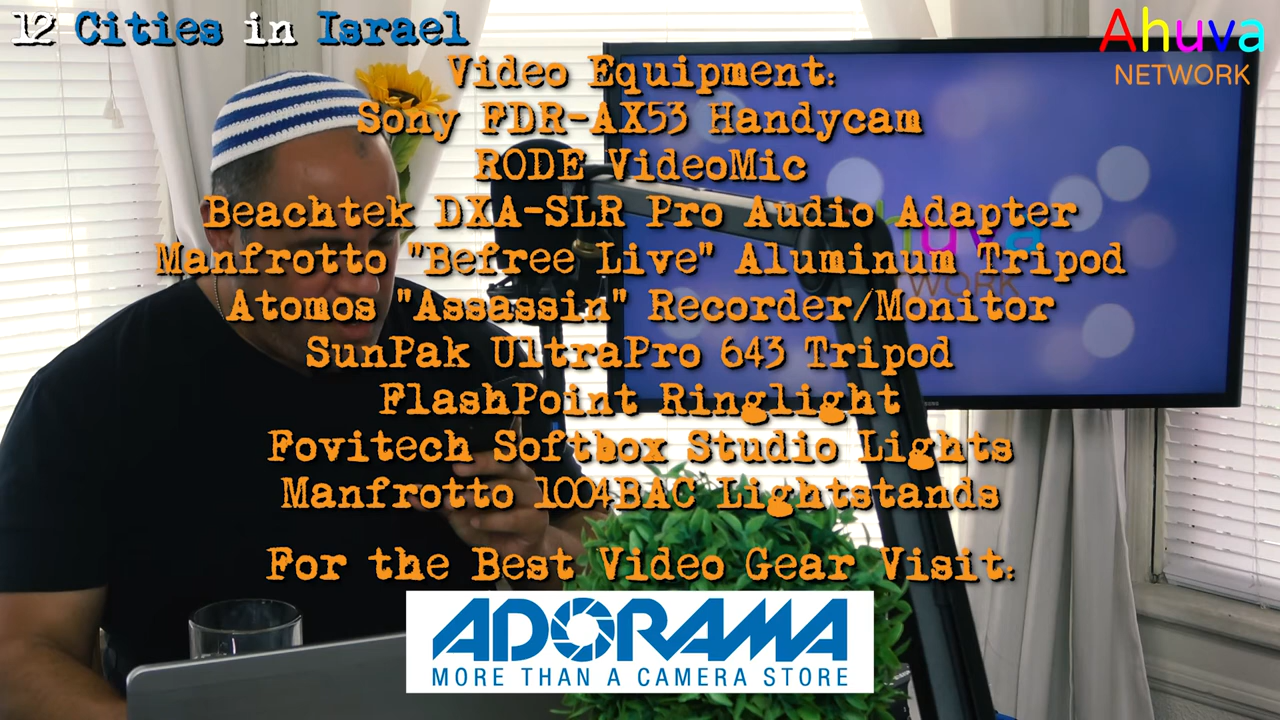 12 Cities in Israel
Ahuva
NETWORK
Video Equipment:
Sony FDR-AX53 Handycam
RODE VideoMic
Beachtek DXA-SLR Pro Audio Adapter
Manfrotto "Befree Live" Aluminum Tripod
Atomos "Assassin" Recorder/Monitor
SunPak UltraPro 643 Tripod
FlashPoint Ringlight
Fovitech Softbox Studio Lights
Manfrotto 1004BAC Lightstands
For the Best Video Gear Visit:
ADORAMA
MORE THAN A CAMERA STORE